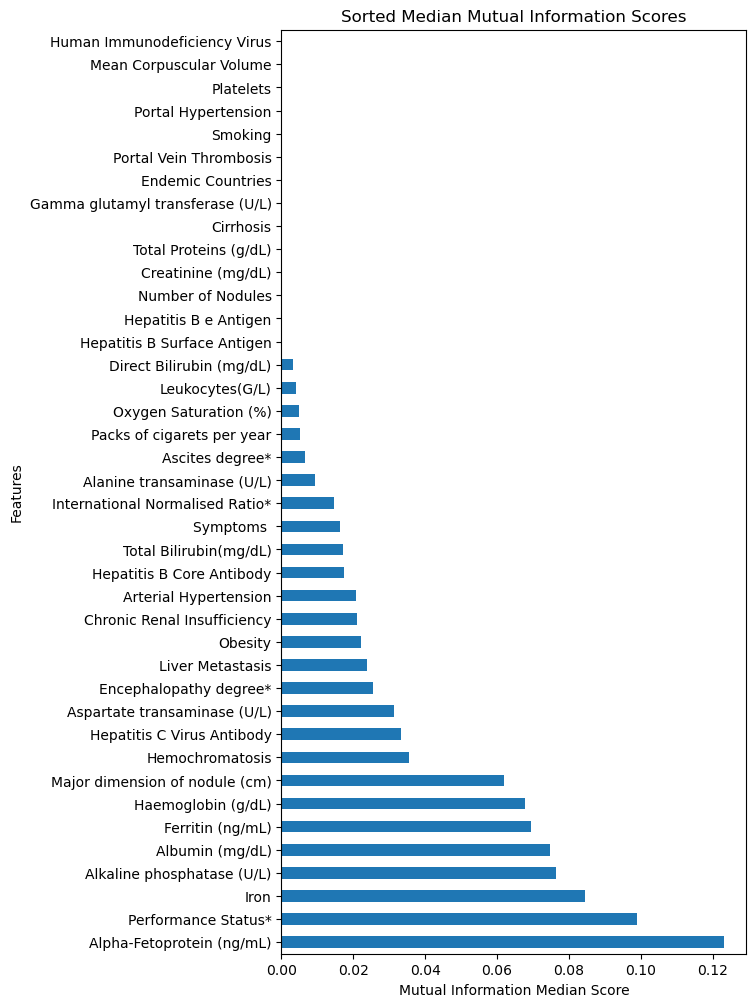 Sorted Median Mutual Information Scores
Human Immunodeficiency Virus
Mean Corpuscular Volume
Platelets
Portal Hypertension
Smoking
Portal Vein Thrombosis
Endemic Countries
Gamma glutamyl transferase (U/L)
Cirrhosis
Total Proteins (g/dL)
Creatinine (mg/dL)
Number of Nodules
Hepatitis B e Antigen
Hepatitis B Surface Antigen
Direct Bilirubin (mg/dL)
Leukocytes(G/L)
Oxygen Saturation (%)
Packs of cigarets per year
Ascites degree*
Alanine transaminase (U/L)
International Normalised Ratio*
Symptoms
Total Bilirubin(mg/dL)
Hepatitis B Core Antibody
Arterial Hypertension
Chronic Renal Insufficiency
Obesity
Liver Metastasis
Encephalopathy degree*
Aspartate transaminase (U/L)
Hepatitis C Virus Antibody
Hemochromatosis
Major dimension of nodule (cm)
Haemoglobin (g/dL)
Ferritin (ng/mL)
Albumin (mg/dL)
Alkaline phosphatase (U/L)
Iron
Performance Status*
Alpha-Fetoprotein (ng/mL)
Features
0.00 0.02 0.04 0.06 0.08 0.10 0.12
Mutual Information Median Score